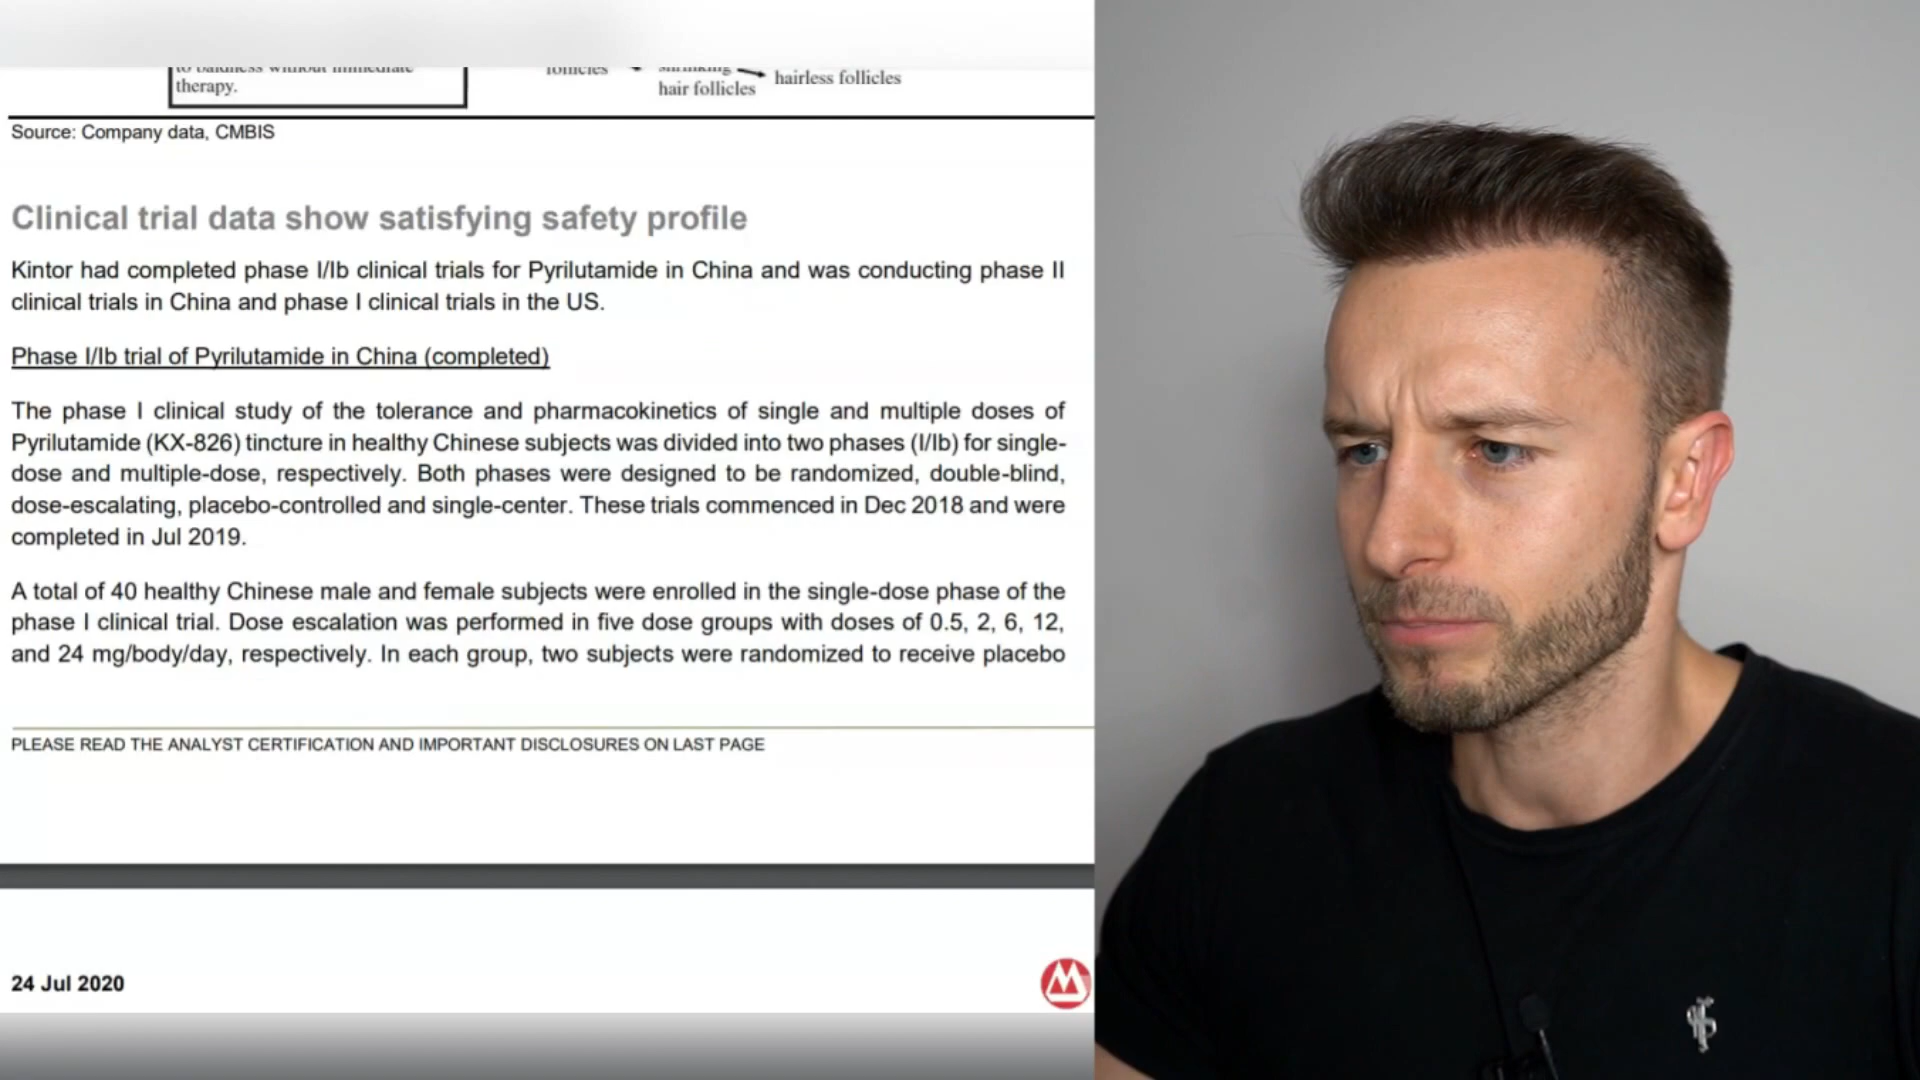 therapy.
hair follicles
hairless follicles
Source: Company data, CMBIS
Clinical trial data show satisfying safety profile
Kintor had completed phase I/Ib clinical trials for Pyrilutamide in China and was conducting phase II
clinical trials in China and phase I clinical trials in the US.
Phase I/Ib trial of Pyrilutamide in China (completed)
The phase I clinical study of the tolerance and pharmacokinetics of single and multiple doses of
Pyrilutamide (KX-826) tincture in healthy Chinese subjects was divided into two phases (I/Ib) for single-
dose and multiple-dose, respectively. Both phases were designed to be randomized, double-blind,
dose-escalating, placebo-controlled and single-center. These trials commenced in Dec 2018 and were
completed in Jul 2019.
A total of 40 healthy Chinese male and female subjects were enrolled in the single-dose phase of the
phase I clinical trial. Dose escalation was performed in five dose groups with doses of 0.5, 2, 6, 12,
and 24 mg/body/day, respectively. In each group, two subjects were randomized to receive placebo
PLEASE READ THE ANALYST CERTIFICATION AND IMPORTANT DISCLOSURES ON LAST PAGE
24 Jul 2020